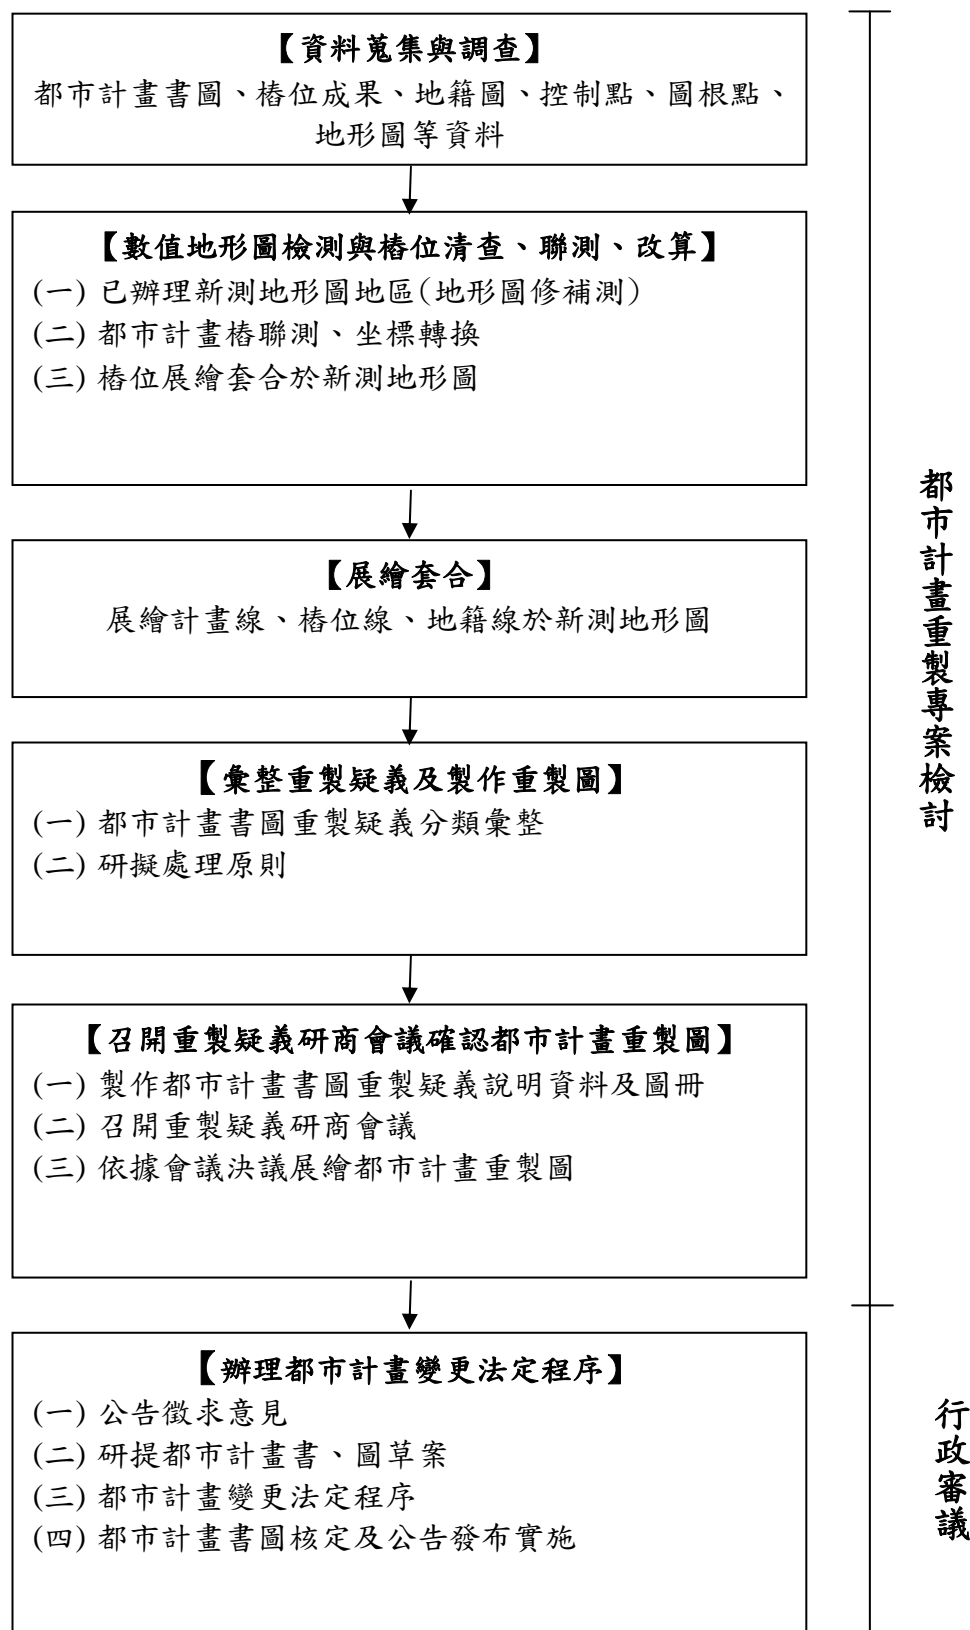 【資料蒐集與調查】
都市計畫書圖、樁位成果、地籍圖、控制點、圖根點、
地形圖等資料
【數值地形圖檢測與樁位清查、聯測、改算】
(一) 已辦理新測地形圖地區(地形圖修補測)
(二) 都市計畫樁聯測、坐標轉換
(三) 樁位展繪套合於新測地形圖
【展繪套合】
展繪計畫線、樁位線、地籍線於新測地形圖
【彙整重製疑義及製作重製圖】
(一) 都市計畫書圖重製疑義分類彙整
(二) 研擬處理原則
【召開重製疑義研商會議確認都市計畫重製圖】
(一) 製作都市計畫書圖重製疑義說明資料及圖冊
(二) 召開重製疑義研商會議
(三) 依據會議決議展繪都市計畫重製圖
都市計畫重製專案檢討
【辦理都市計畫變更法定程序】
(一) 公告徵求意見
(二) 研提都市計畫書、圖草案
(三) 都市計畫變更法定程序
(四) 都市計畫書圖核定及公告發布實施
行政審議